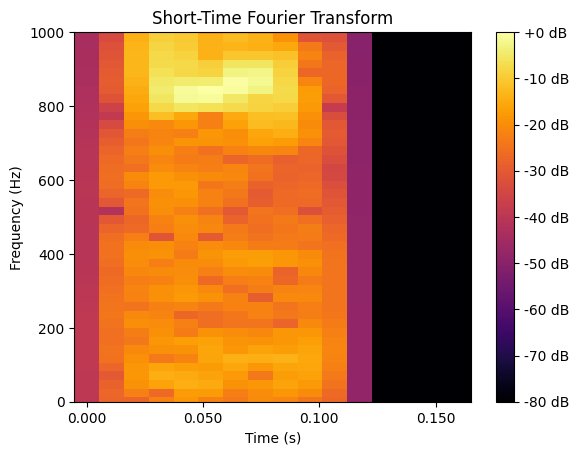 Short-Time Fourier Transform
1000
800
600
400
200
0
Frequency (Hz)
0.000
0.050
0.100
0.150
Time (s)
+0 dB
-10 dB
-20 dB
-30 dB
-40 dB
-50 dB
-60 dB
-70 dB
-80 dB